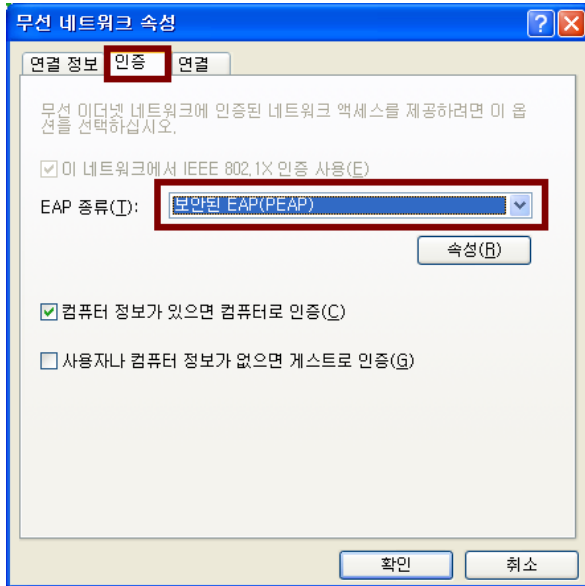 무선 네트워크 속성
연결 정보 인증 연결
무선 이더넷 네트워크에 인증된 네트워크 액세스를 제공하려면 이 옵
션을 선택하십시오.
이 네트워크에서 IEEE 802.1X 인증 사용(E)
EAP 종류(T): 보안된 EAP(PEAP)
속성(R)
컴퓨터 정보가 있으면 컴퓨터로 인증(C)
사용자나 컴퓨터 정보가 없으면 게스트로 인증(G)
확인 취소